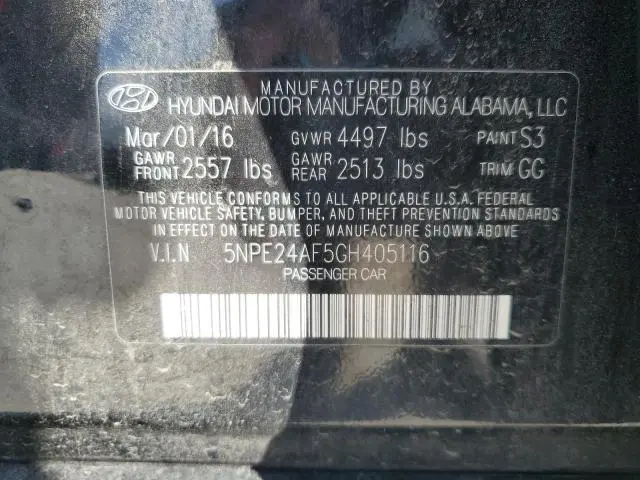 MANUFACTURED BY
HYUNDAI MOTOR MANUFACTURING ALABAMA, LLC
Mar/01/16 GVWR 4497 lbs PAINT S3
GAWR FRONT 2557 lbs GAWR REAR 2513 lbs TRIM GG
THIS VEHICLE CONFORMS TO ALL APPLICABLE U.S.A. FEDERAL
MOTOR VEHICLE SAFETY, BUMPER, AND THEFT PREVENTION STANDARDS
IN EFFECT ON THE DATE OF MANUFACTURE SHOWN ABOVE.
V.I.N 5NPE24AF5GH405116
PASSENGER CAR